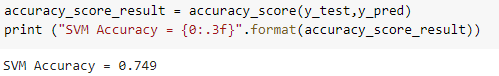 accuracy_score_result = accuracy_score(y_test,y_pred)
print ("SVM Accuracy = {0:.3f}".format(accuracy_score_result))
SVM Accuracy = 0.749